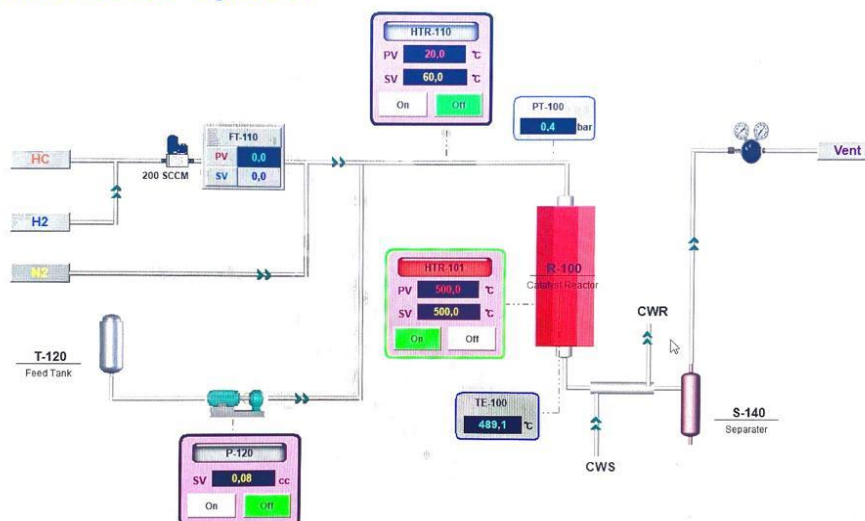 HTR-110
PV 20,0 ℃
SV 60,0 ℃
On Off
PT-100
0,4 bar
FT-110
PV 0,0
SV 0,0
HC
200 SCCM
Vent
H2
N2
HTR-101
PV 500,0 ℃
SV 500,0 ℃
On Off
R-100
Catalyst Reactor
CWR
T-120
Feed Tank
TE-100
489,1 ℃
S-140
Separater
CWS
P-120
SV 0,08 cc
On Off